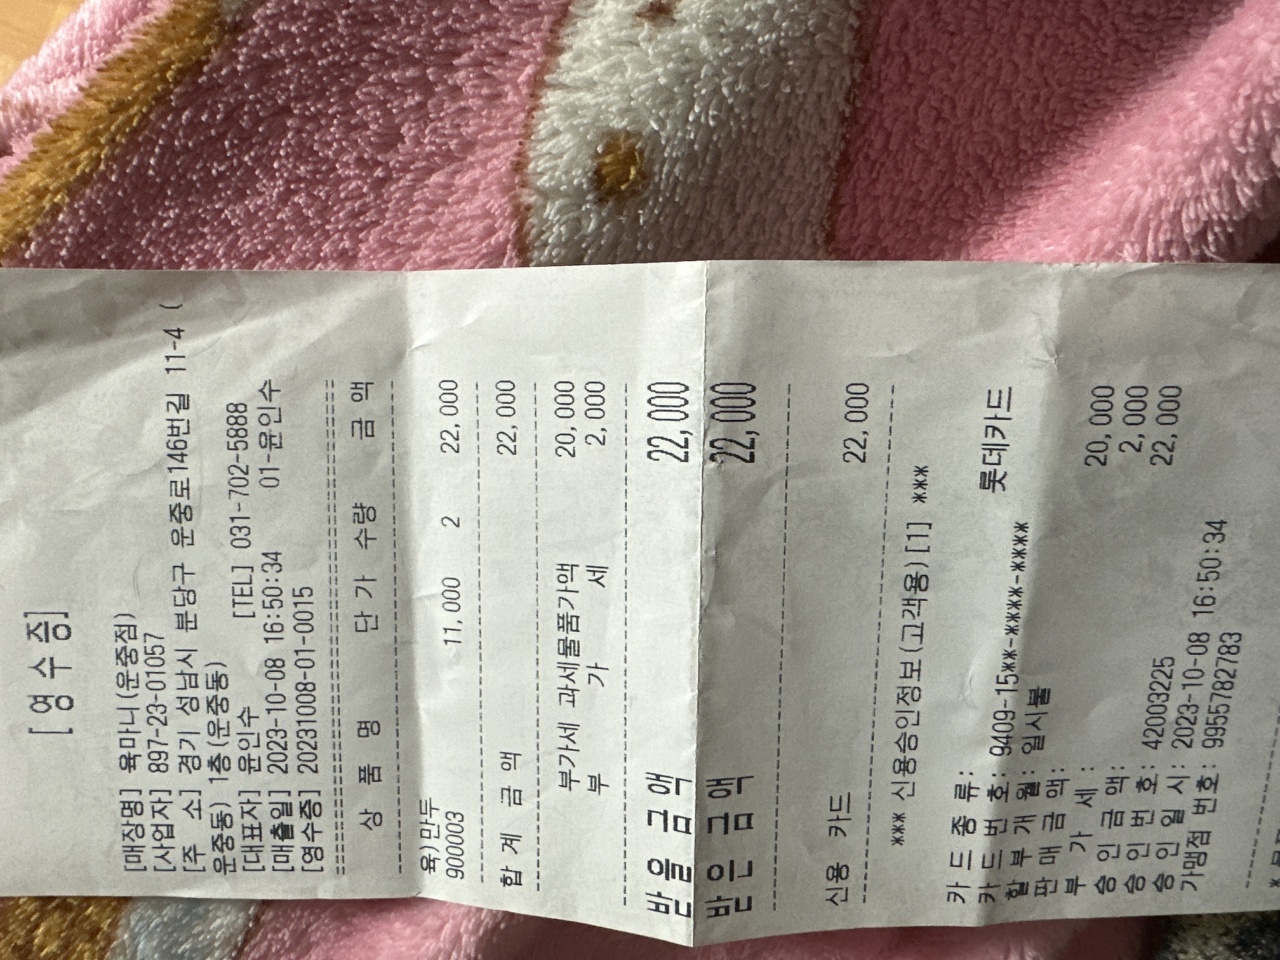 [영 수 증]
[매장명] 육마니(운중점)
[사업자] 897-23-01057
[주 소] 경기 성남시 분당구 운중로146번길 11-4 (
운중동) 1층(운중동)
[대표자] 윤인수 [TEL] 031-702-5888
[매출일] 2023-10-08 16:50:34 01-윤인수
[영수증] 20231008-01-0015
상 품 명 단 가 수량 금 액
육)만두
900003 11,000 2 22,000
합 계 금 액 22,000
부가세 과세물품가액 20,000
부 가 세 2,000
받 을 금 액 22,000
받 은 금 액 22,000
신용 카드 22,000
*** 신용승인정보(고객용)[1] ***
카 드 종 류: 롯데카드
카 드 번 호: 9409-15**-****-****
할 부 개 월: 일시불
판 매 금 액: 20,000
부 가 세 : 2,000
승 인 금 액: 22,000
승 인 번 호: 42003225
승 인 일 시: 2023-10-08 16:50:34
가맹점 번호: 9955782783